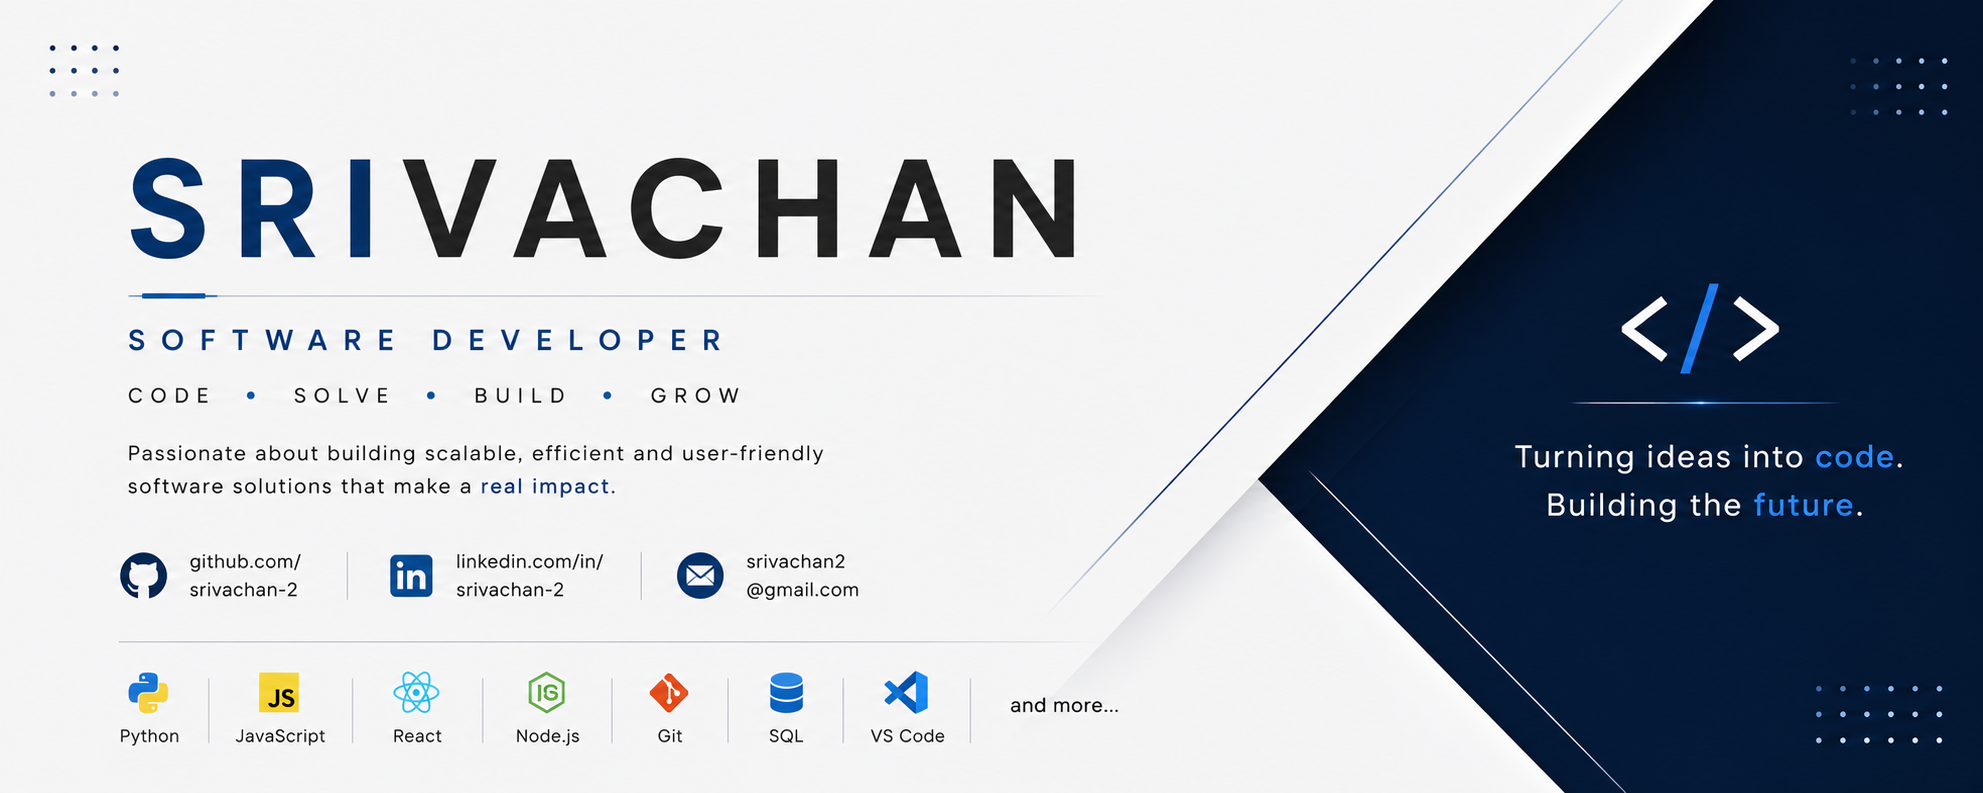 SRIVACHAN
SOFTWARE DEVELOPER
CODE • SOLVE • BUILD • GROW
Passionate about building scalable, efficient and user-friendly
software solutions that make a real impact.
github.com/
srivachan-2
linkedin.com/in/
srivachan-2
srivachan2
@gmail.com
JS
Python
JavaScript
React
Node.js
Git
SQL
VS Code
and more...
</>
Turning ideas into code.
Building the future.